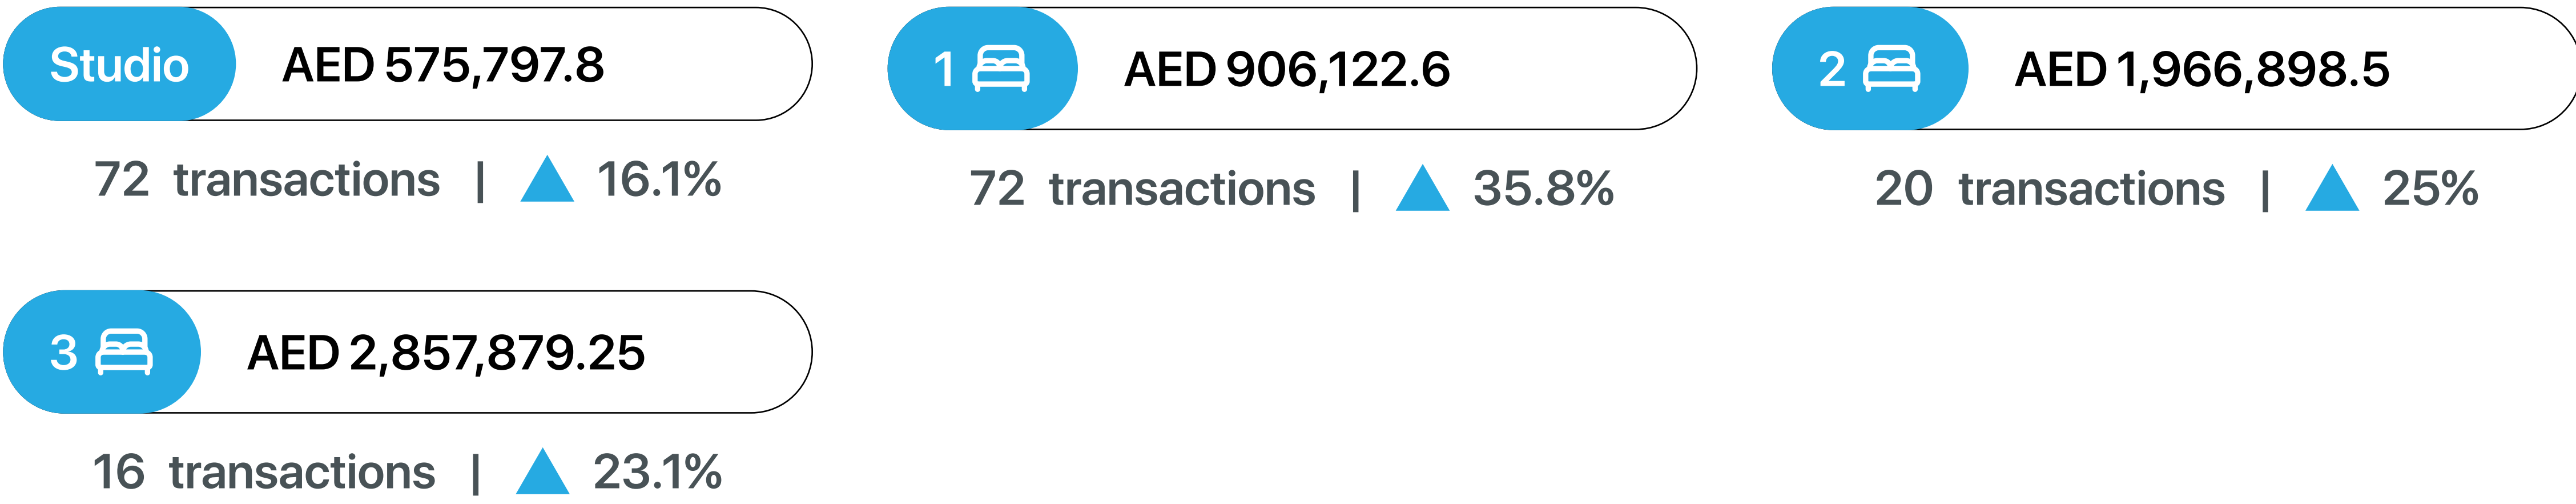 Studio AED 575,797.8
72 transactions | ▲ 16.1%
1 AED 906,122.6
72 transactions | ▲ 35.8%
2 AED 1,966,898.5
20 transactions | ▲ 25%
3 AED 2,857,879.25
16 transactions | ▲ 23.1%